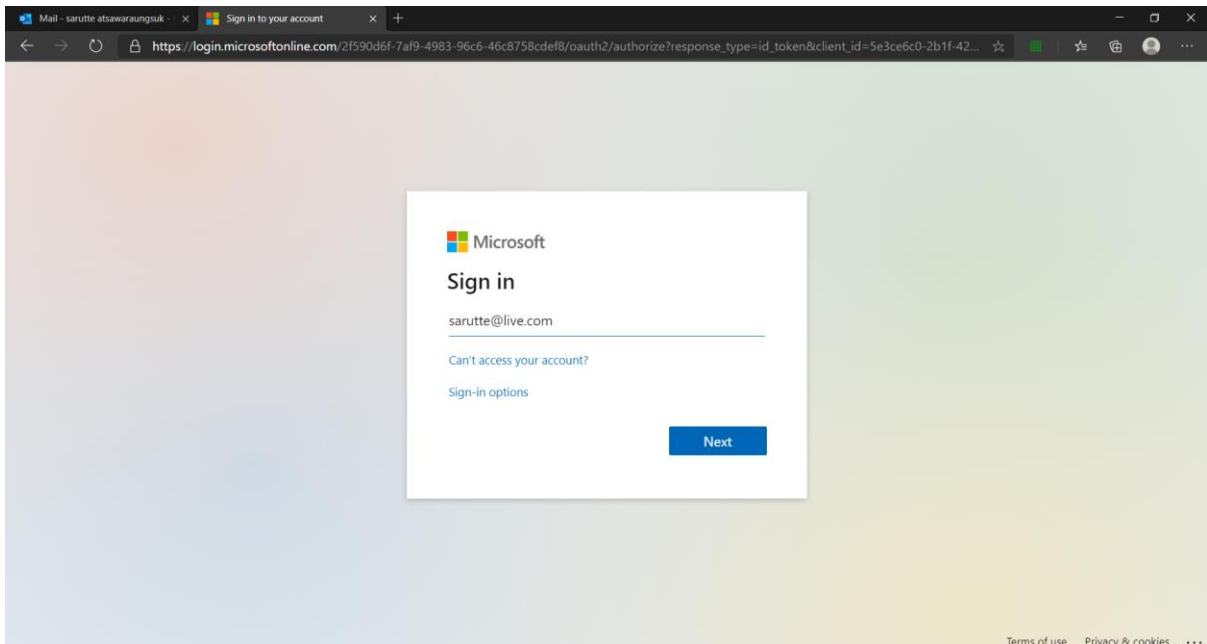 Mail - sarutte atsawaraungsuk -
Sign in to your account
https://login.microsoftonline.com/2f590d6f-7af9-4983-96c6-46c8758cdef8/oauth2/authorize?response_type=id_token&client_id=5e3ce6c0-2b1f-42...
Microsoft
Sign in
sarutte@live.com
Can't access your account?
Sign-in options
Next
Terms of use Privacy & cookies ...